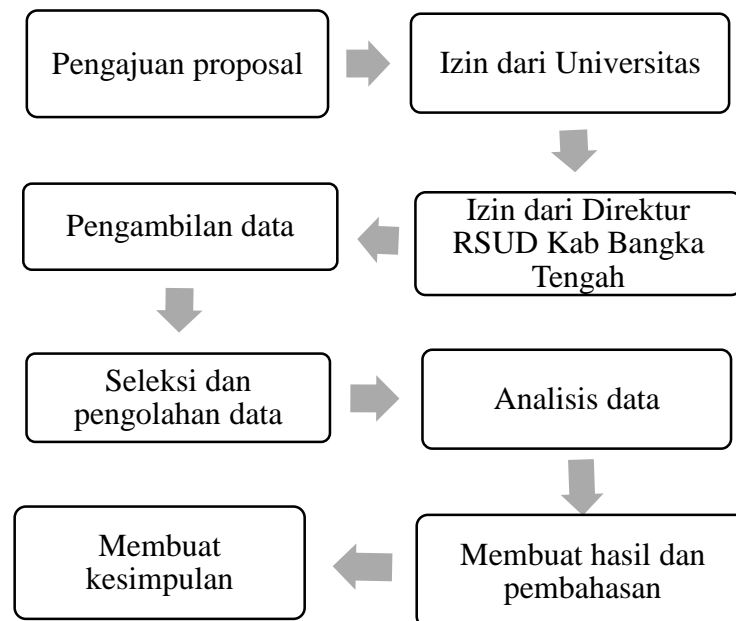 Pengajuan proposal
Izin dari Universitas
Izin dari Direktur
RSUD Kab Bangka
Tengah
Pengambilan data
Seleksi dan
pengolahan data
Analisis data
Membuat hasil dan
pembahasan
Membuat
kesimpulan